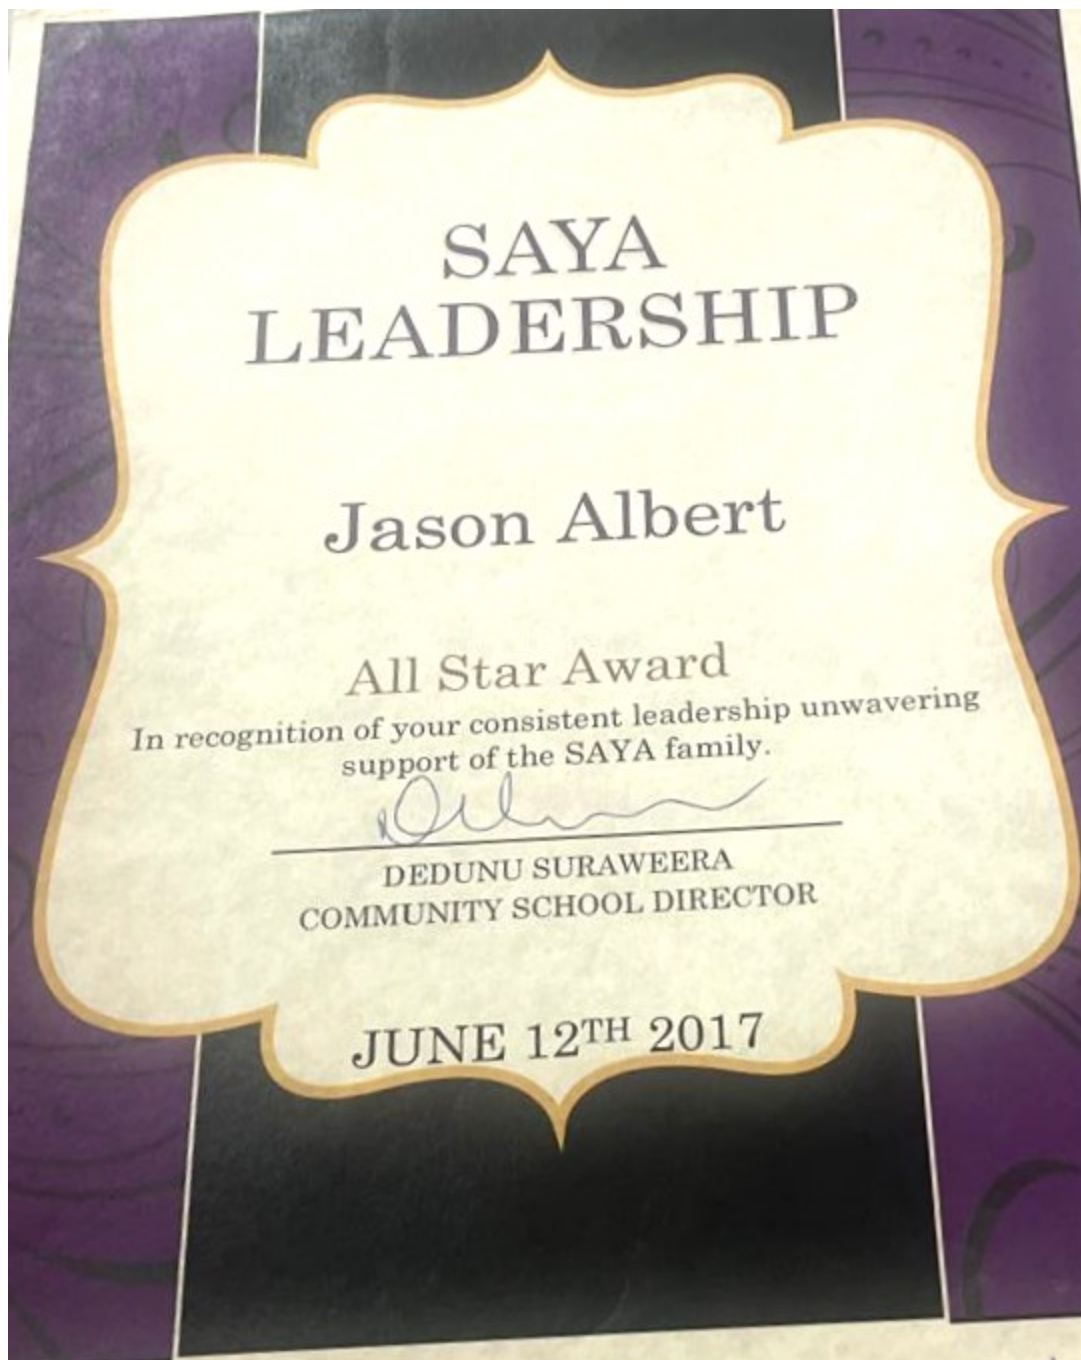 SAYA
LEADERSHIP
Jason Albert
All Star Award
In recognition of your consistent leadership unwavering
support of the SAYA family.
DEDUNU SURAWEERA
COMMUNITY SCHOOL DIRECTOR
JUNE 12TH 2017